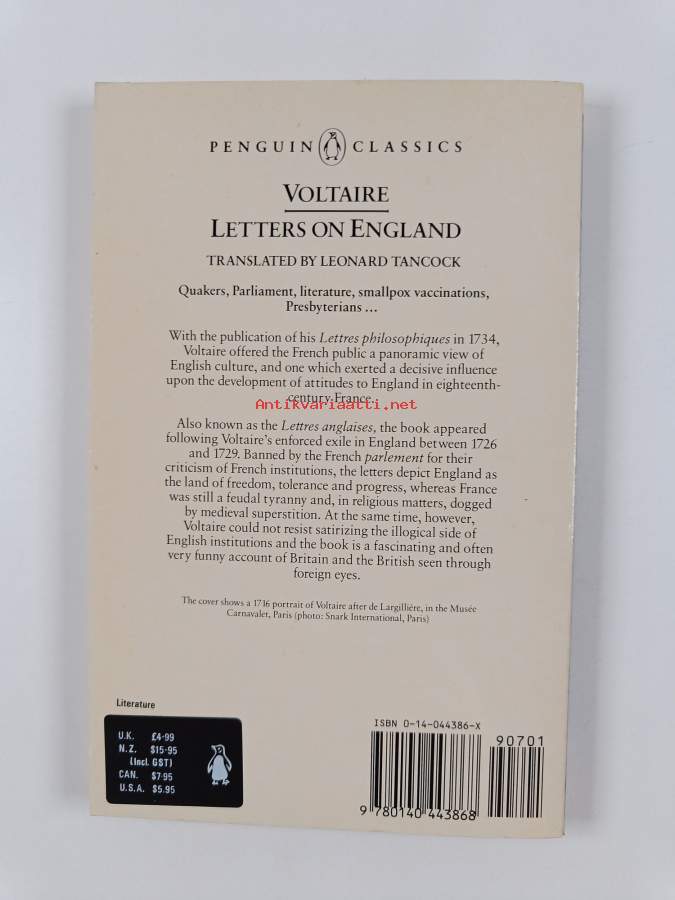 PENGUIN CLASSICS
VOLTAIRE
LETTERS ON ENGLAND
TRANSLATED BY LEONARD TANCOCK
Quakers, Parliament, literature, smallpox vaccinations,
Presbyterians ...
With the publication of his Lettres philosophiques in 1734,
Voltaire offered the French public a panoramic view of
English culture, and one which exerted a decisive influence
upon the development of attitudes to England in eighteenth-
century France.
Antikvariaatti.net
Also known as the Lettres anglaises, the book appeared
following Voltaire's enforced exile in England between 1726
and 1729. Banned by the French parlement for their
criticism of French institutions, the letters depict England as
the land of freedom, tolerance and progress, whereas France
was still a feudal tyranny and, in religious matters, dogged
by medieval superstition. At the same time, however,
Voltaire could not resist satirizing the illogical side of
English institutions and the book is a fascinating and often
very funny account of Britain and the British seen through
foreign eyes.
The cover shows a 1736 portrait of Voltaire after de Largillière, in the Musée
Carnavalet, Paris (photo: Snark International, Paris)
Literature
U.K. £4.99
N.Z. $15.95
(incl. GST)
CAN. $7.95
U.S.A. $5.95
ISBN 0-14-044386-X
90701
9 780140 443868